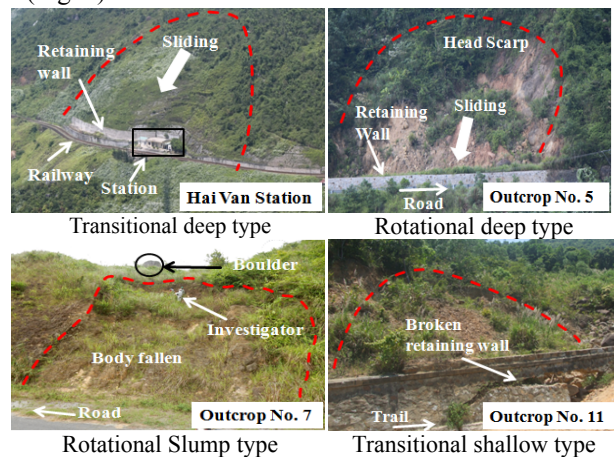 Retaining
wall
Sliding
Railway
Station
Hai Van Station
Head Scarp
Retaining
Wall
Sliding
Road
Outcrop No. 5
Transitional deep type
Rotational deep type
Boulder
Investigator
Body fallen
Road
Outcrop No. 7
Broken
retaining wall
Trail
Outcrop No. 11
Rotational Slump type
Transitional shallow type